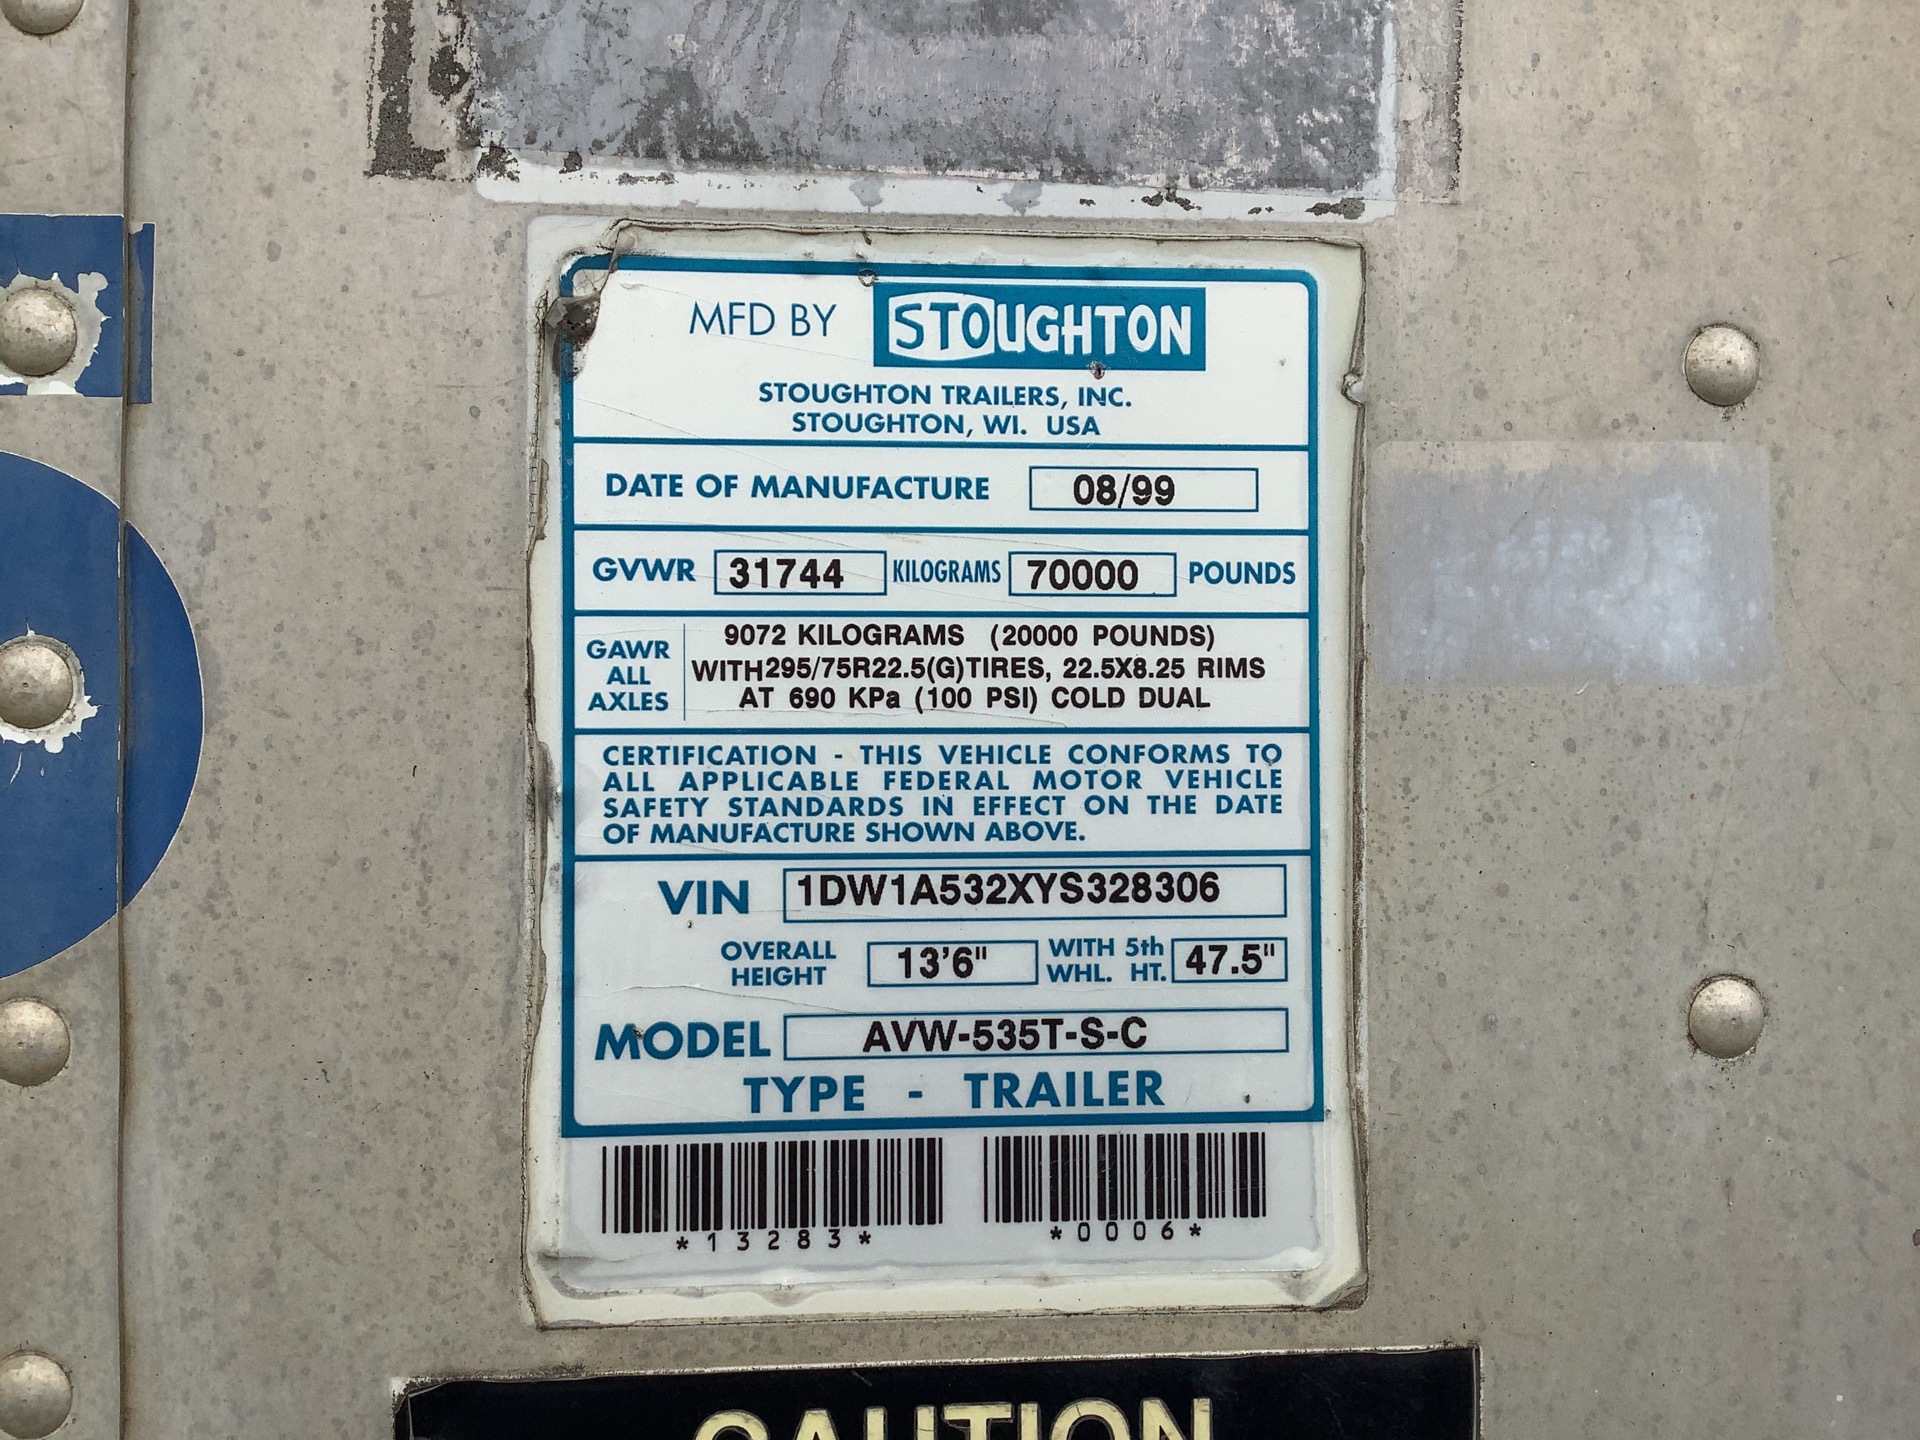 MFD BY STOUGHTON
STOUGHTON TRAILERS, INC.
STOUGHTON, WI. USA
DATE OF MANUFACTURE 08/99
GVWR 31744 KILOGRAMS 70000 POUNDS
GAWR ALL AXLES
9072 KILOGRAMS (20000 POUNDS)
WITH295/75R22.5(G)TIRES, 22.5X8.25 RIMS
AT 690 KPa (100 PSI) COLD DUAL
CERTIFICATION - THIS VEHICLE CONFORMS TO
ALL APPLICABLE FEDERAL MOTOR VEHICLE
SAFETY STANDARDS IN EFFECT ON THE DATE
OF MANUFACTURE SHOWN ABOVE.
VIN 1DW1A532XYS328306
OVERALL HEIGHT 13'6" WITH 5th WHL. HT. 47.5"
MODEL AVW-535T-S-C
TYPE - TRAILER
*13283* *0006*
CAUTION